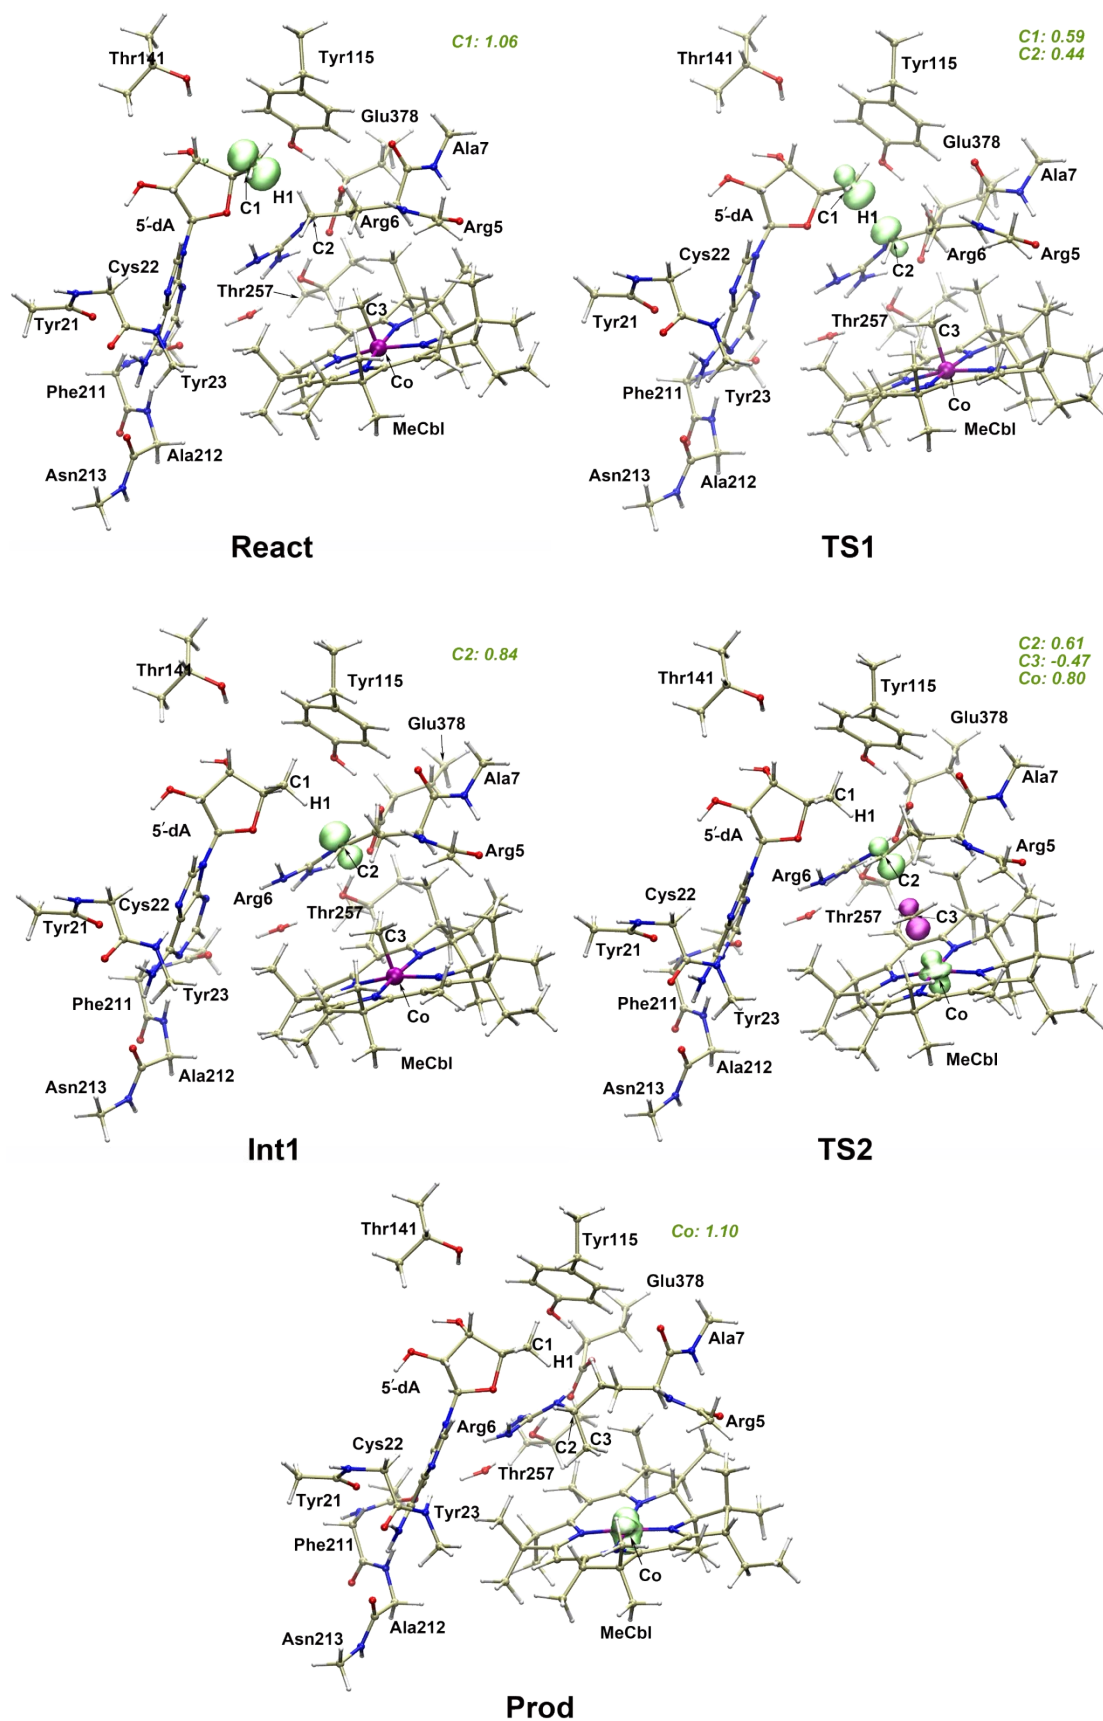 C1: 1.06
Thr141
Tyr115
Glu378
Ala7
H1
C1
5′-dA
Arg6
Arg5
C2
Cys22
Thr257
C3
Tyr21
Co
Phe211
Tyr23
MeCbl
Ala212
Asn213
React
C1: 0.59
C2: 0.44
Thr141
Tyr115
Glu378
Ala7
5′-dA
C1
H1
Cys22
C2
Arg6
Arg5
Thr257
C3
Tyr21
Phe211
Tyr23
Co
MeCbl
Asn213
Ala212
TS1
C2: 0.84
Thr141
Tyr115
Glu378
Ala7
C1
H1
5′-dA
Arg5
C2
Arg6
Cys22
Thr257
Tyr21
C3
Tyr23
Phe211
Co
MeCbl
Ala212
Asn213
Int1
C2: 0.61
C3: -0.47
Co: 0.80
Thr141
Tyr115
Glu378
Ala7
C1
H1
5′-dA
Arg5
Arg6
C2
Cys22
Thr257
C3
Tyr21
Phe211
Tyr23
Co
MeCbl
Ala212
Asn213
TS2
Co: 1.10
Thr141
Tyr115
Glu378
Ala7
C1
H1
5′-dA
Arg6
Arg5
Cys22
C2
C3
Thr257
Tyr21
Tyr23
Phe211
Co
MeCbl
Ala212
Asn213
Prod